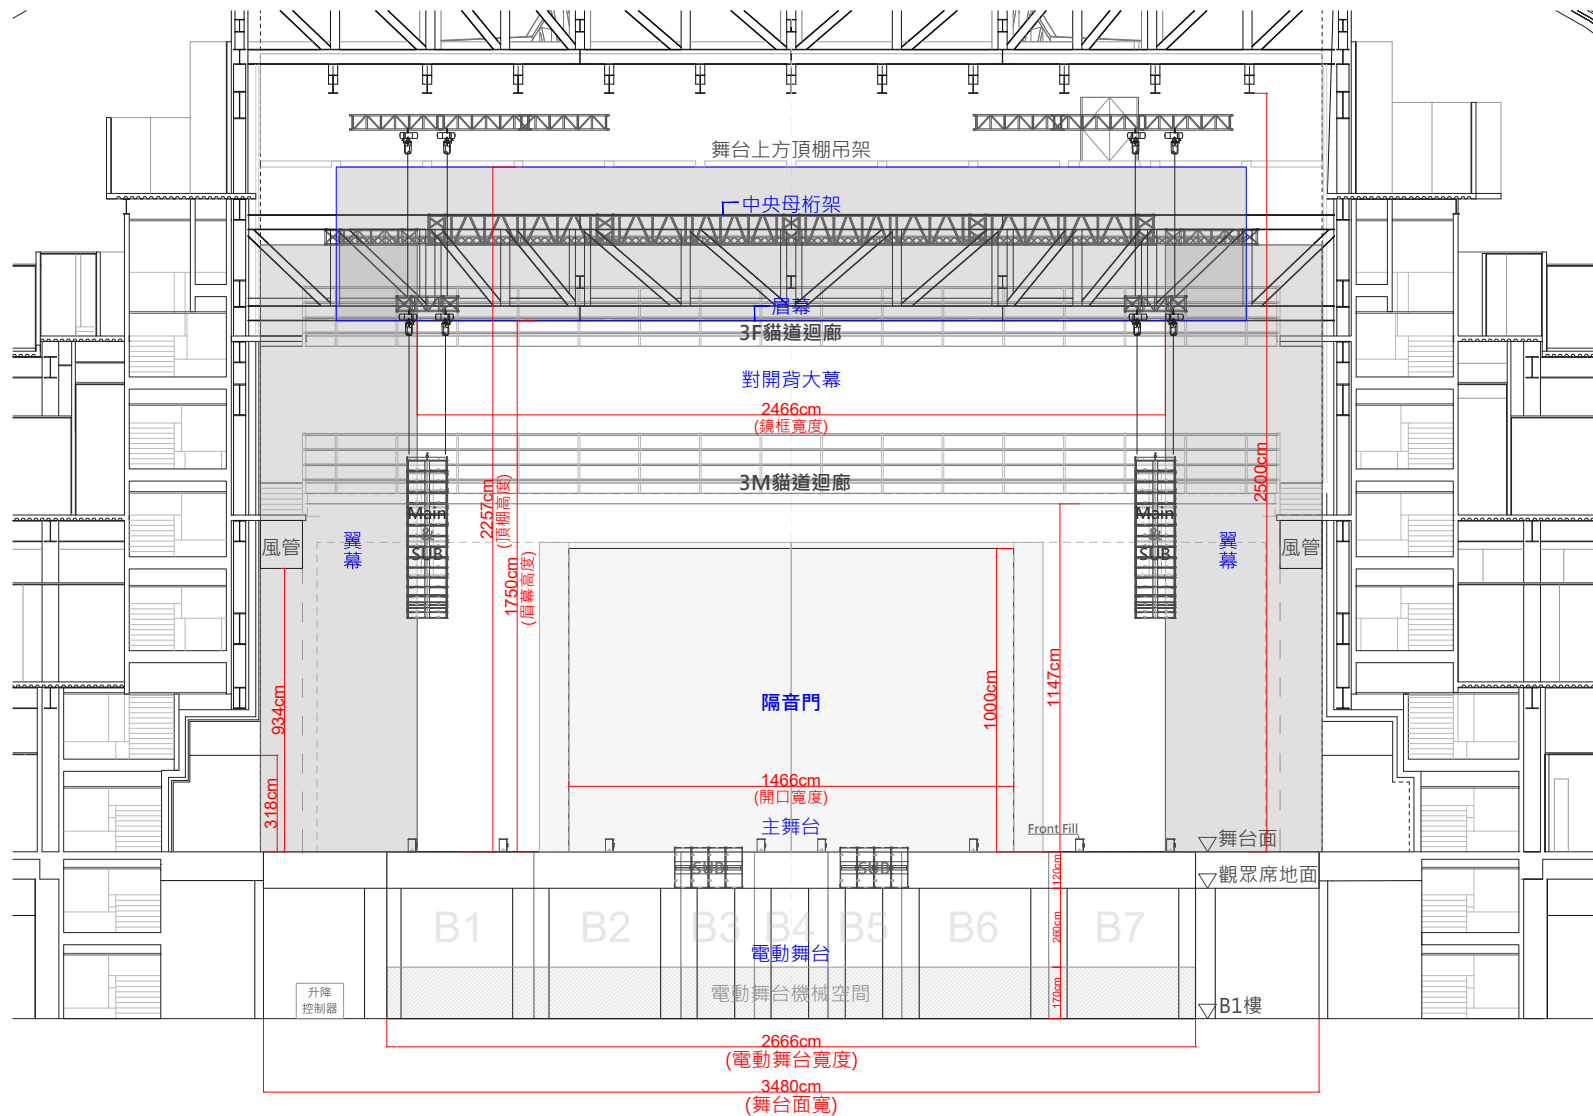 舞台上方頂棚吊架
中央母桁架
眉幕
3F貓道迴廊
對開背大幕
2466cm
(鏡框寬度)
3M貓道迴廊
2257cm
(頂棚高度)
1750cm
(眉幕高度)
2500cm
Main
&
SUB
Main
&
SUB
風管
翼幕
翼幕
風管
934cm
318cm
隔音門
1000cm
1147cm
1466cm
(開口寬度)
主舞台
Front Fill
舞台面
SUB
SUB
120cm
觀眾席地面
B1
B2
B3
B4
B5
B6
B7
260cm
電動舞台
電動舞台機械空間
170cm
升降
控制器
B1樓
2666cm
(電動舞台寬度)
3480cm
(舞台面寬)